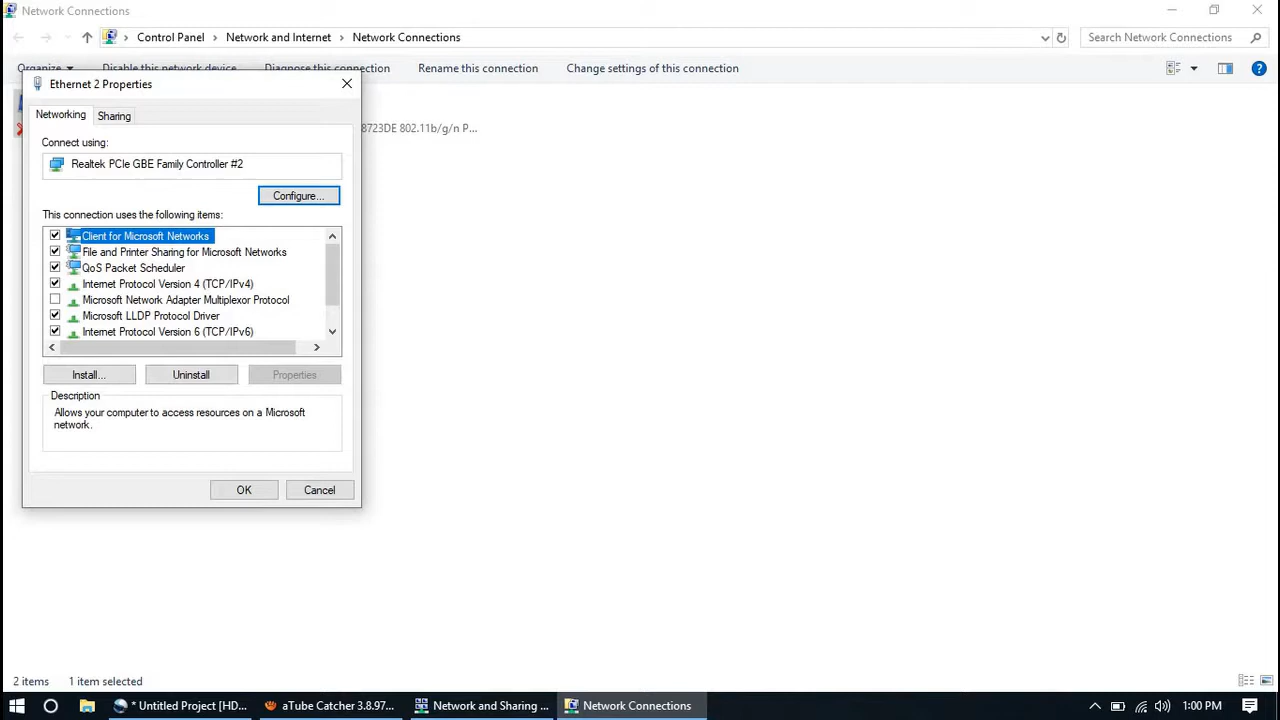 Network Connections
Control Panel > Network and Internet > Network Connections
Search Network Connections
Organize
Disable this network device
Diagnose this connection
Rename this connection
Change settings of this connection
Ethernet 2 Properties
Networking
Sharing
8723DE 802.11b/g/n P...
Connect using:
Realtek PCIe GBE Family Controller #2
Configure...
This connection uses the following items:
Client for Microsoft Networks
File and Printer Sharing for Microsoft Networks
QoS Packet Scheduler
Internet Protocol Version 4 (TCP/IPv4)
Microsoft Network Adapter Multiplexor Protocol
Microsoft LLDP Protocol Driver
Internet Protocol Version 6 (TCP/IPv6)
Install...
Uninstall
Properties
Description
Allows your computer to access resources on a Microsoft
network.
OK
Cancel
2 items
1 item selected
* Untitled Project [HD...
aTube Catcher 3.8.97...
Network and Sharing ...
Network Connections
1:00 PM